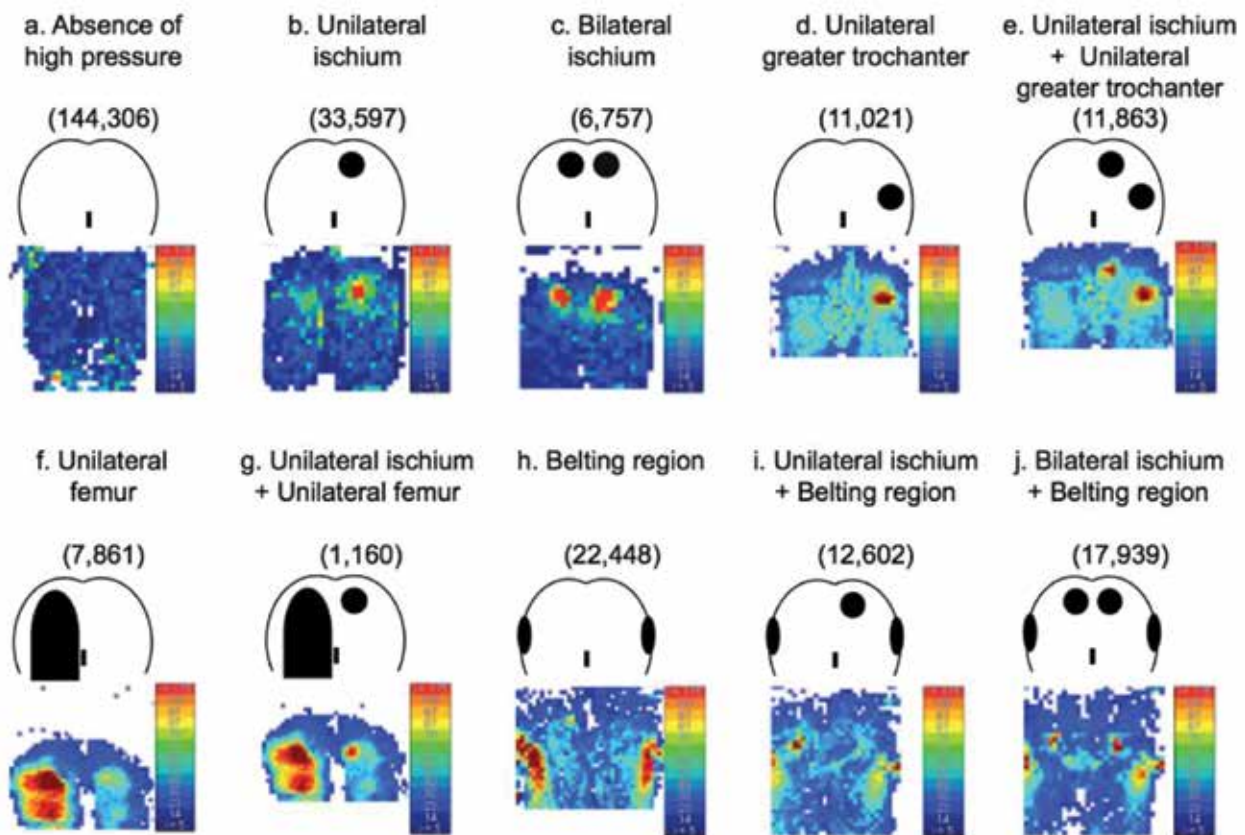 a. Absence of
high pressure
(144,306)
b. Unilateral
ischium
(33,597)
c. Bilateral
ischium
(6,757)
d. Unilateral
greater trochanter
(11,021)
e. Unilateral ischium
+ Unilateral
greater trochanter
(11,863)
f. Unilateral
femur
(7,861)
g. Unilateral ischium
+ Unilateral femur
(1,160)
h. Belting region
(22,448)
i. Unilateral ischium
+ Belting region
(12,602)
j. Bilateral ischium
+ Belting region
(17,939)